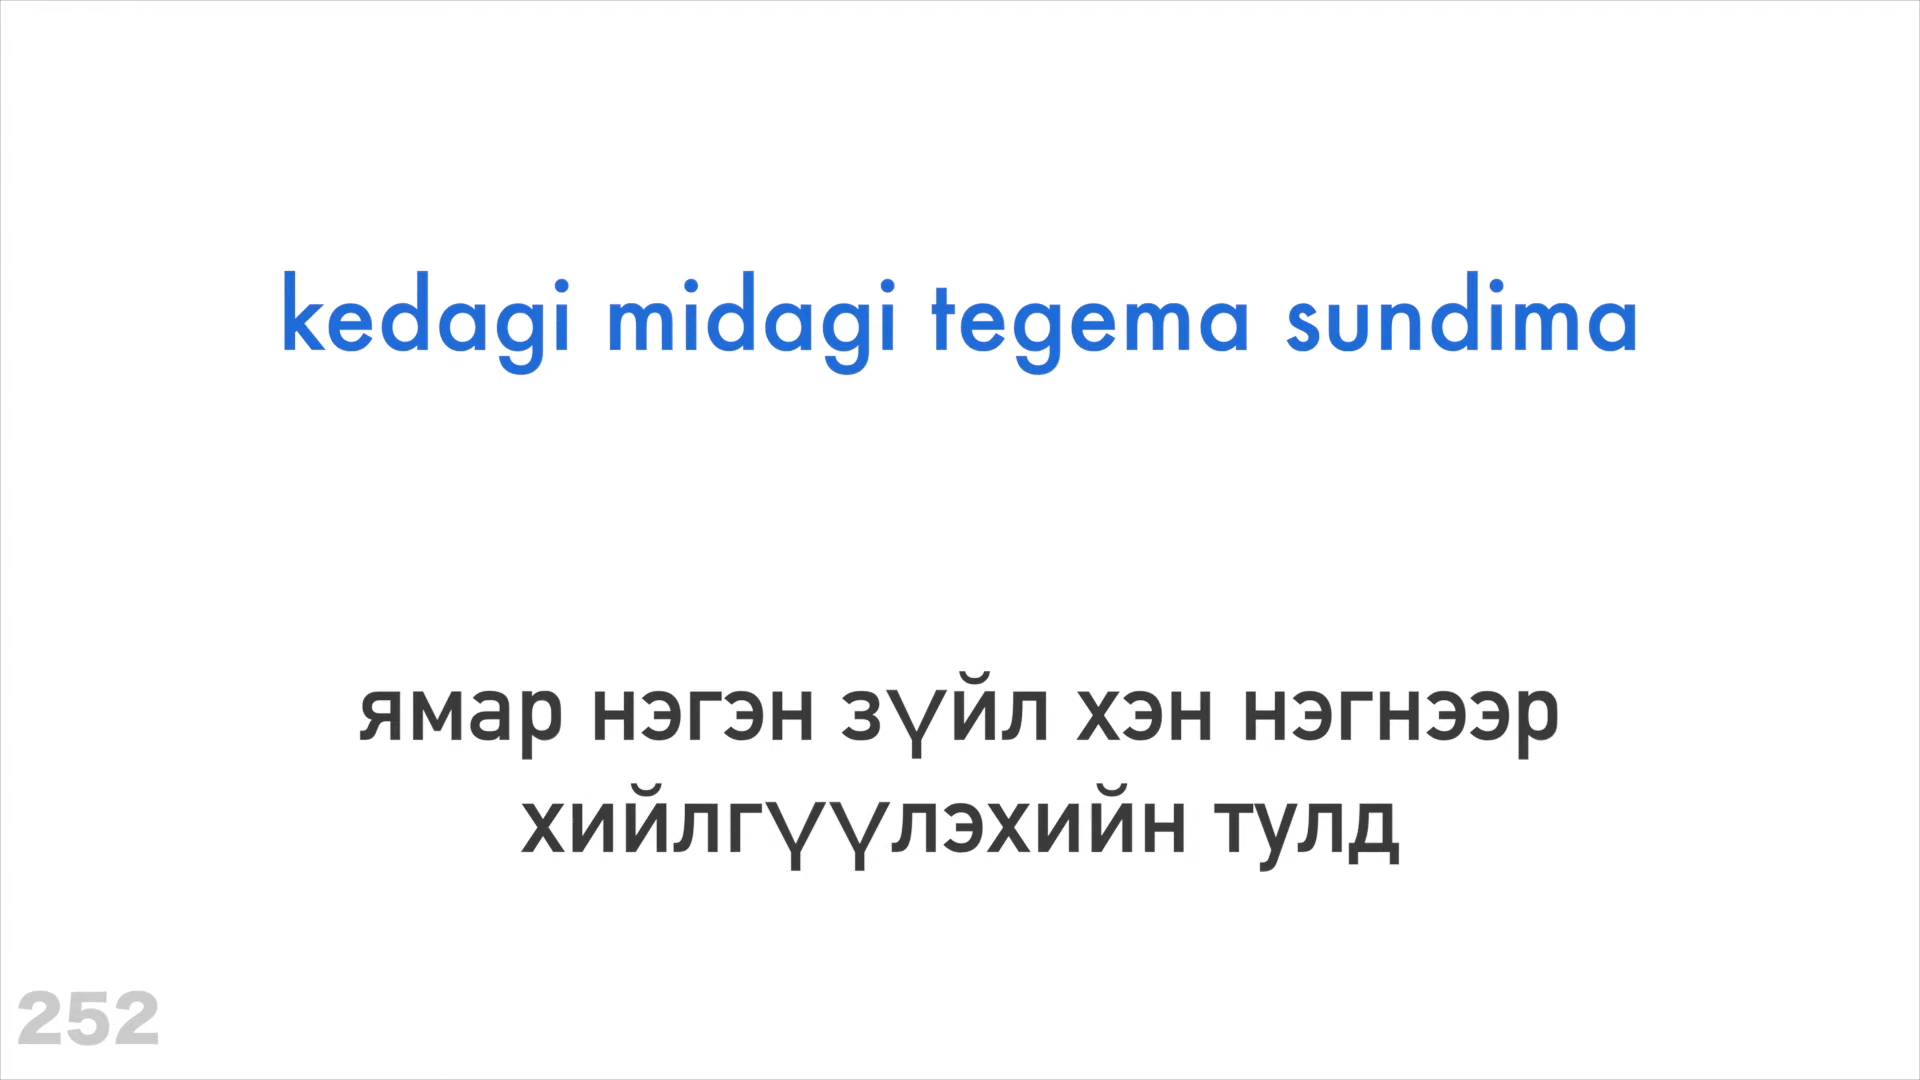 kedagi midagi tegema sundima
ямар нэгэн зүйл хэн нэгнээр
хийлгүүлэхийн тулд
252